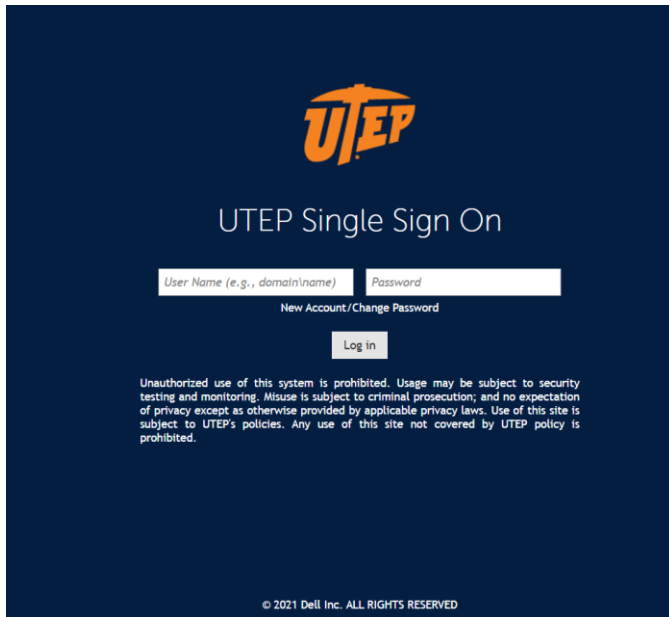 UTEP
UTEP Single Sign On
User Name (e.g., domain\name) Password
New Account/Change Password
Log in
Unauthorized use of this system is prohibited. Usage may be subject to security
testing and monitoring. Misuse is subject to criminal prosecution; and no expectation
of privacy except as otherwise provided by applicable privacy laws. Use of this site is
subject to UTEP's policies. Any use of this site not covered by UTEP policy is
prohibited.
© 2021 Dell Inc. ALL RIGHTS RESERVED